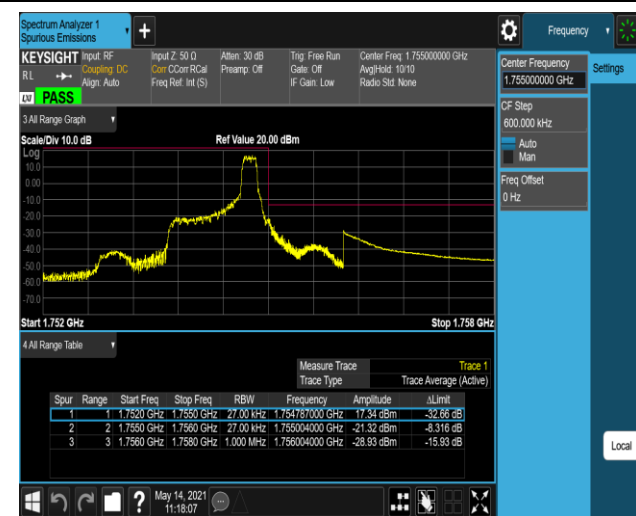 Spectrum Analyzer 1
Spurious Emissions
Frequency
KEYSIGHT
Input: RF
Coupling: DC
Align: Auto
Input Z: 50 Ω
Corr CCorr RCal
Freq Ref: Int (S)
Atten: 30 dB
Preamp: Off
Trig: Free Run
Gate: Off
IF Gain: Low
Center Freq: 1.755000000 GHz
Avg|Hold: 10/10
Radio Std: None
R L
LXI PASS
Center Frequency
1.755000000 GHz
Settings
CF Step
600.000 kHz
Auto
Man
Freq Offset
0 Hz
Local
3 All Range Graph
Scale/Div 10.0 dB
Ref Value 20.00 dBm
Log
10.0
0.00
-10.0
-20.0
-30.0
-40.0
-50.0
-60.0
-70.0
Start 1.752 GHz
Stop 1.758 GHz
4 All Range Table
Measure Trace Trace 1
Trace Type Trace Average (Active)
Spur Range Start Freq Stop Freq RBW Frequency Amplitude ΔLimit
1 1 1.7520 GHz 1.7550 GHz 27.00 kHz 1.754787000 GHz 17.34 dBm -32.66 dB
2 2 1.7550 GHz 1.7560 GHz 27.00 kHz 1.755004000 GHz -21.32 dBm -8.316 dB
3 3 1.7560 GHz 1.7580 GHz 1.000 MHz 1.756004000 GHz -28.93 dBm -15.93 dB
?
May 14, 2021
11:18:07